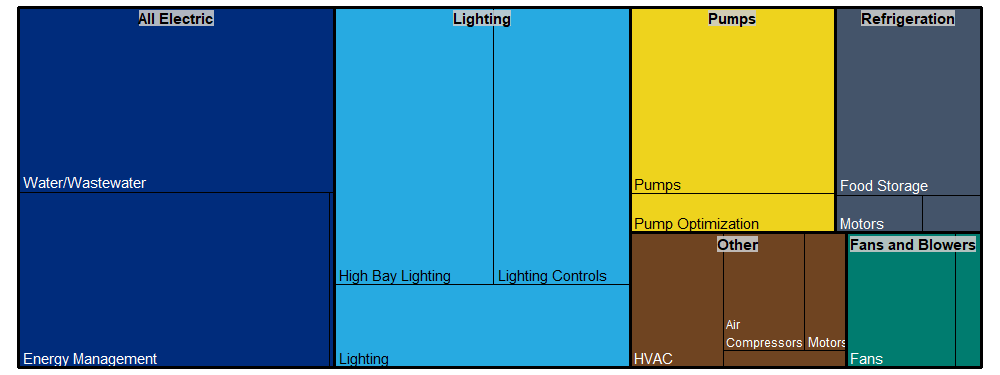 All Electric
Lighting
Pumps
Refrigeration
Water/Wastewater
Pumps
Food Storage
Pump Optimization
Motors
Other
Fans and Blowers
High Bay Lighting
Lighting Controls
Air
Compressors
Motors
Energy Management
Lighting
HVAC
Fans